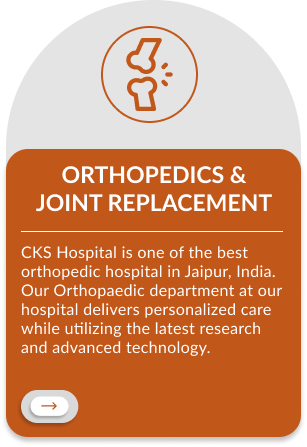 ORTHOPEDICS &
JOINT REPLACEMENT
CKS Hospital is one of the best
orthopedic hospital in Jaipur, India.
Our Orthopaedic department at our
hospital delivers personalized care
while utilizing the latest research
and advanced technology.